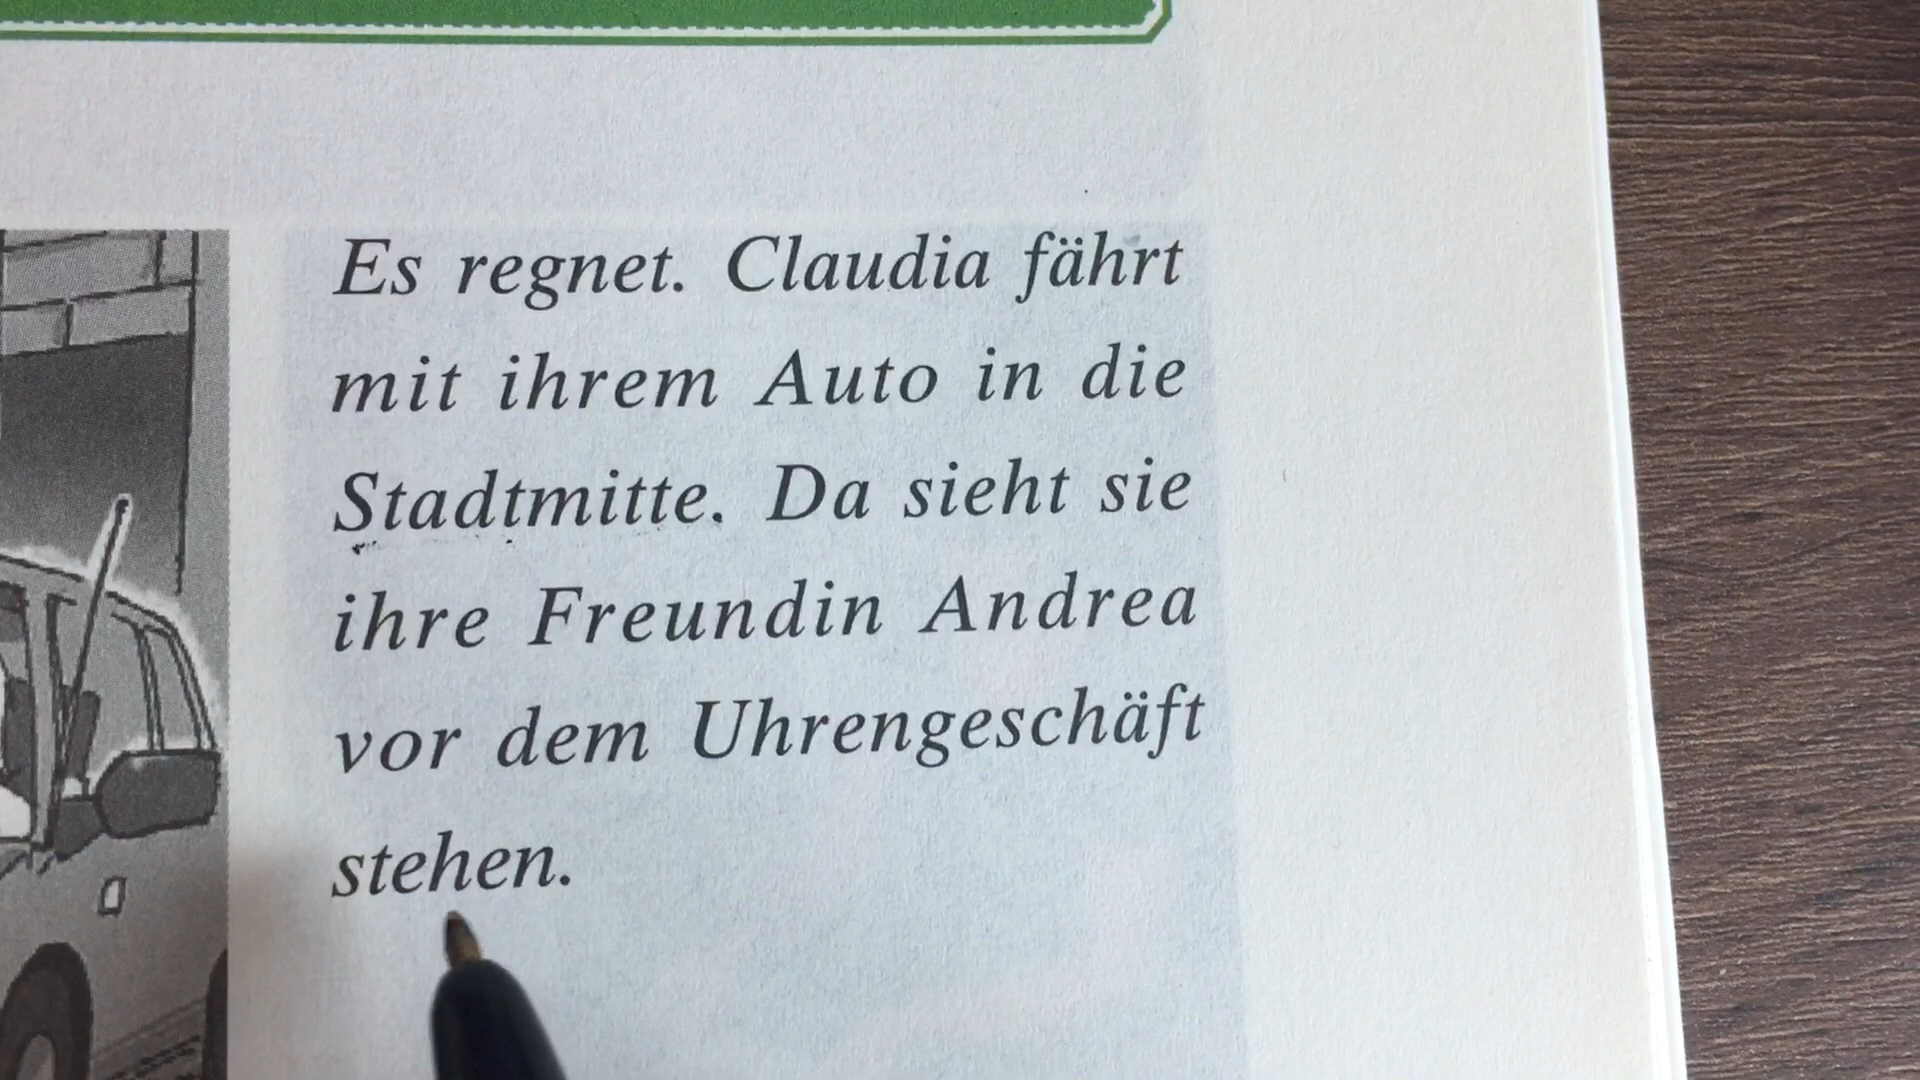 Es regnet. Claudia fährt
mit ihrem Auto in die
Stadtmitte. Da sieht sie
ihre Freundin Andrea
vor dem Uhrengeschäft
stehen.